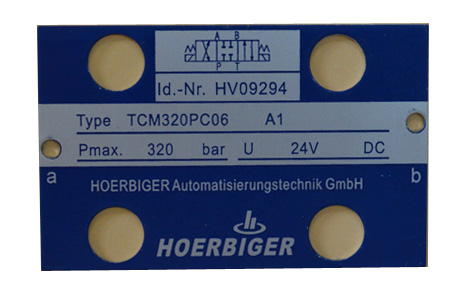 A B
P T
Id.-Nr. HV09294
Type TCM320PC06 A1
Pmax. 320 bar U 24V DC
a b
HOERBIGER Automatisierungstechnik GmbH
HOERBIGER